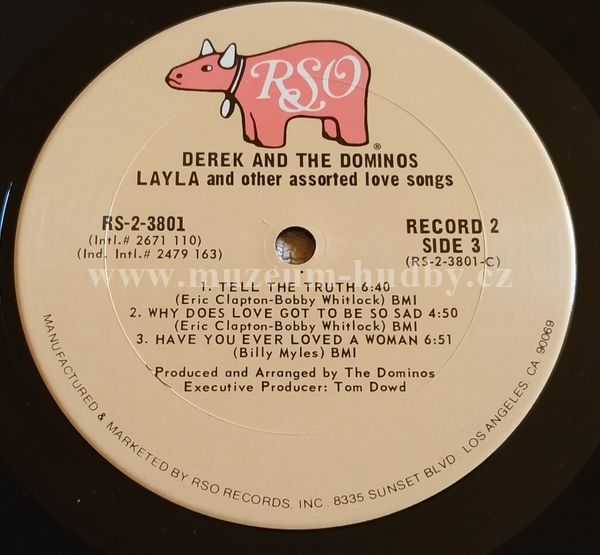 RSO
®
DEREK AND THE DOMINOS
LAYLA and other assorted love songs
RS-2-3801
(Intl.# 2671 110)
(Ind. Intl.# 2479 163)
RECORD 2
SIDE 3
(RS-2-3801-C)
www.muzeum-hudby.cz
1. TELL THE TRUTH 6:40
(Eric Clapton-Bobby Whitlock) BMI
2. WHY DOES LOVE GOT TO BE SO SAD 4:50
(Eric Clapton-Bobby Whitlock) BMI
3. HAVE YOU EVER LOVED A WOMAN 6:51
(Billy Myles) BMI
Produced and Arranged by The Dominos
Executive Producer: Tom Dowd
MANUFACTURED & MARKETED BY RSO RECORDS, INC., 8335 SUNSET BLVD. LOS ANGELES, CA. 90069